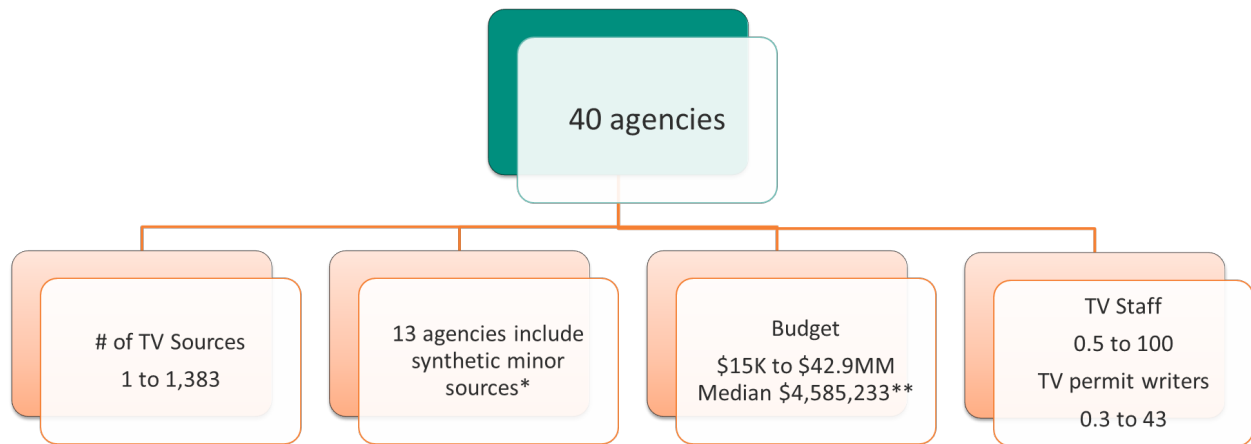 40 agencies
# of TV Sources
1 to 1,383
13 agencies include
synthetic minor
sources*
Budget
$15K to $42.9MM
Median $4,585,233**
TV Staff
0.5 to 100
TV permit writers
0.3 to 43